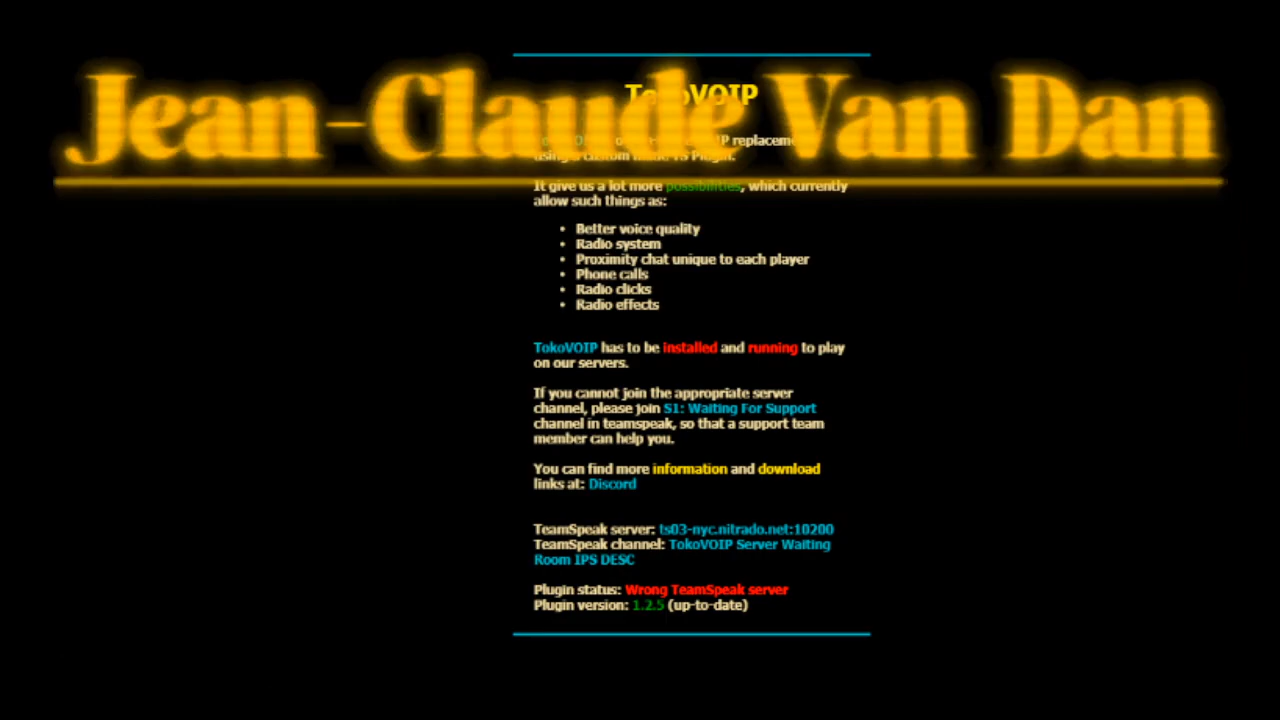 Jean-Claude Van Dan
TokoVOIP
replacement
using a custom made TS Plugin.
It give us a lot more possibilities, which currently
allow such things as:
• Better voice quality
• Radio system
• Proximity chat unique to each player
• Phone calls
• Radio clicks
• Radio effects
TokoVOIP has to be installed and running to play
on our servers.
If you cannot join the appropriate server
channel, please join S1: Waiting For Support
channel in teamspeak, so that a support team
member can help you.
You can find more information and download
links at: Discord
TeamSpeak server: ts03-nyc.nitrado.net:10200
TeamSpeak channel: TokoVOIP Server Waiting
Room IPS DESC
Plugin status: Wrong TeamSpeak server
Plugin version: 1.2.5 (up-to-date)